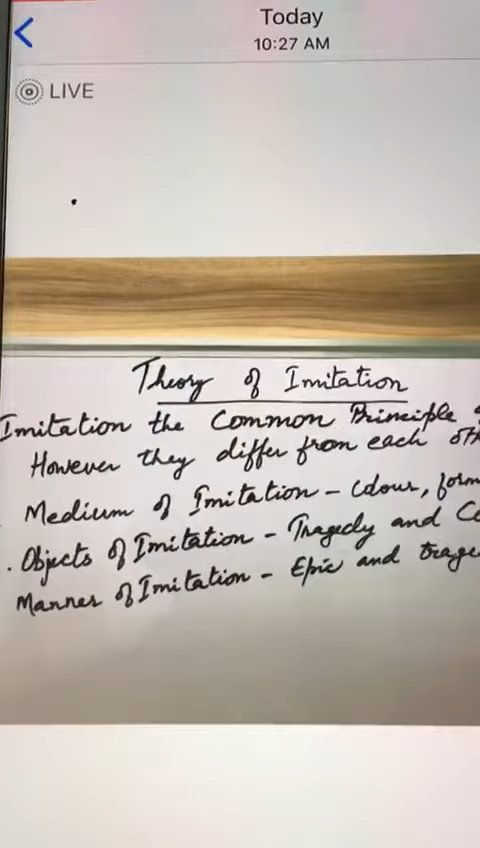 Today
10:27 AM
LIVE
Theory of Imitation
Imitation the Common Principle
However they differ from each
Medium of Imitation - Colour,
. Objects of Imitation - Tragedy and
Manner of Imitation - Epic and